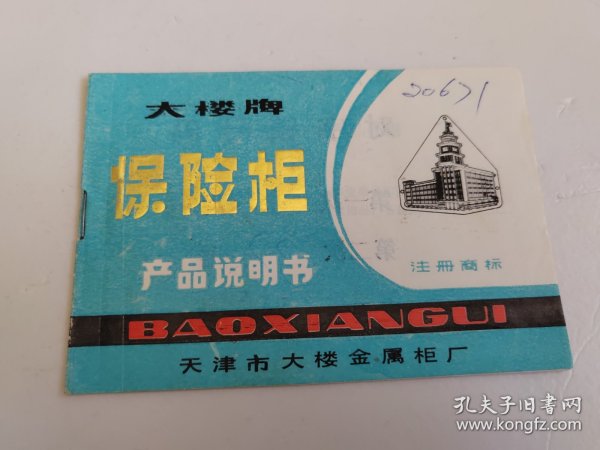 大楼牌
20671
保险柜
产品说明书
注册商标
BAOXIANGUI
天津市大楼金属柜厂
孔夫子旧书网
www.kongfz.com